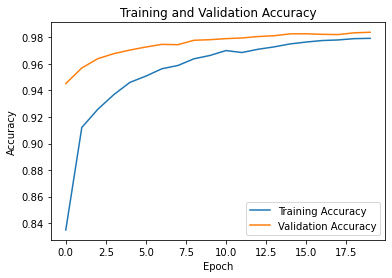 Training and Validation Accuracy
Accuracy
0.98
0.96
0.94
0.92
0.90
0.88
0.86
0.84
Training Accuracy
Validation Accuracy
0.0 2.5 5.0 7.5 10.0 12.5 15.0 17.5
Epoch